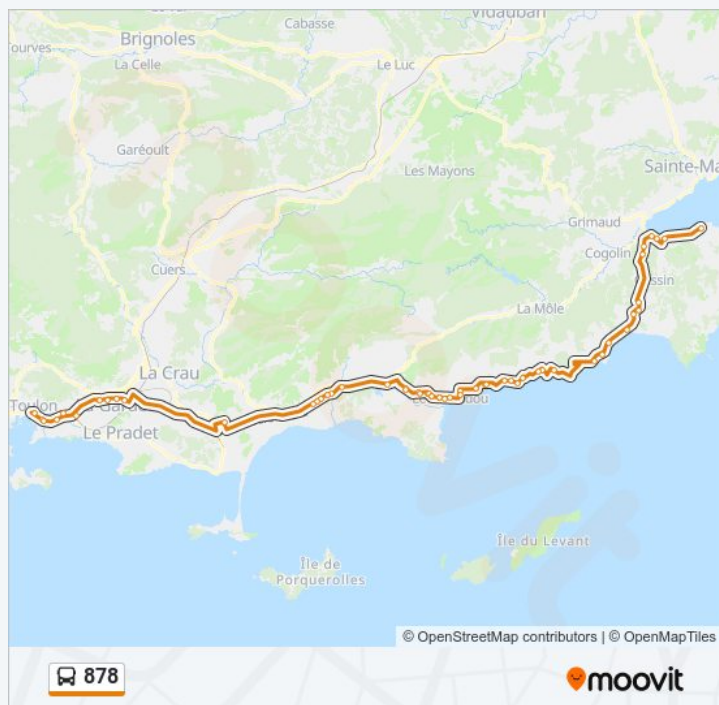 Vidauban
Cabasse
Brignoles
ourves
La Celle
Le Luc
Garéoult
Les Mayons
Sainte-Ma
Grimaud
Cogolin
Cuers
ssin
La Môle
La Crau
Toulon
Le Pradet
Île du Levant
Île de
Porquerolles
© OpenStreetMap contributors | © OpenMapTiles
878
moovit